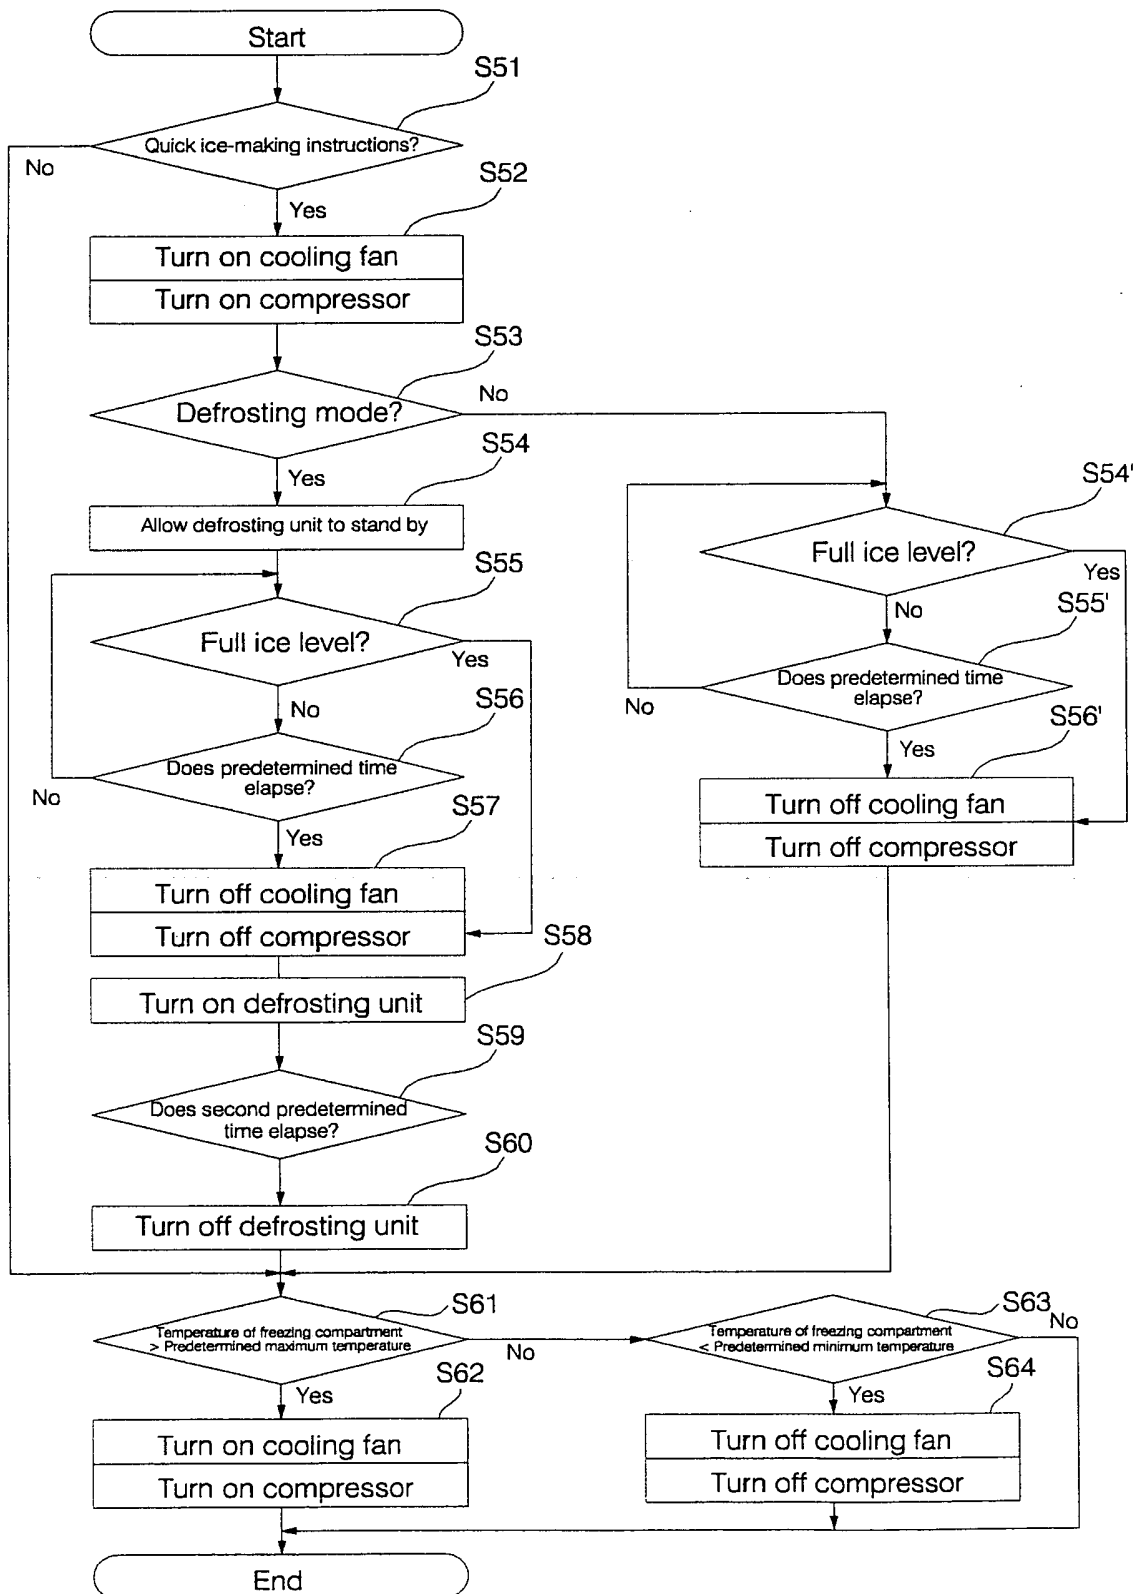 Start
S51
Quick ice-making instructions?
No
S52
Yes
Turn on cooling fan
Turn on compressor
S53
No
Defrosting mode?
S54
Yes
Allow defrosting unit to stand by
S54'
Full ice level?
Yes
S55
No
S55'
Full ice level?
Yes
Does predetermined time
elapse?
No
S56
No
S56'
Yes
Does predetermined time
elapse?
No
S57
Turn off cooling fan
Turn off compressor
Yes
Turn off cooling fan
Turn off compressor
S58
Turn on defrosting unit
S59
Does second predetermined
time elapse?
S60
Turn off defrosting unit
S61
Temperature of freezing compartment
> Predetermined maximum temperature
No
S63
Temperature of freezing compartment
< Predetermined minimum temperature
No
S62
Yes
S64
Yes
Turn on cooling fan
Turn on compressor
Turn off cooling fan
Turn off compressor
End